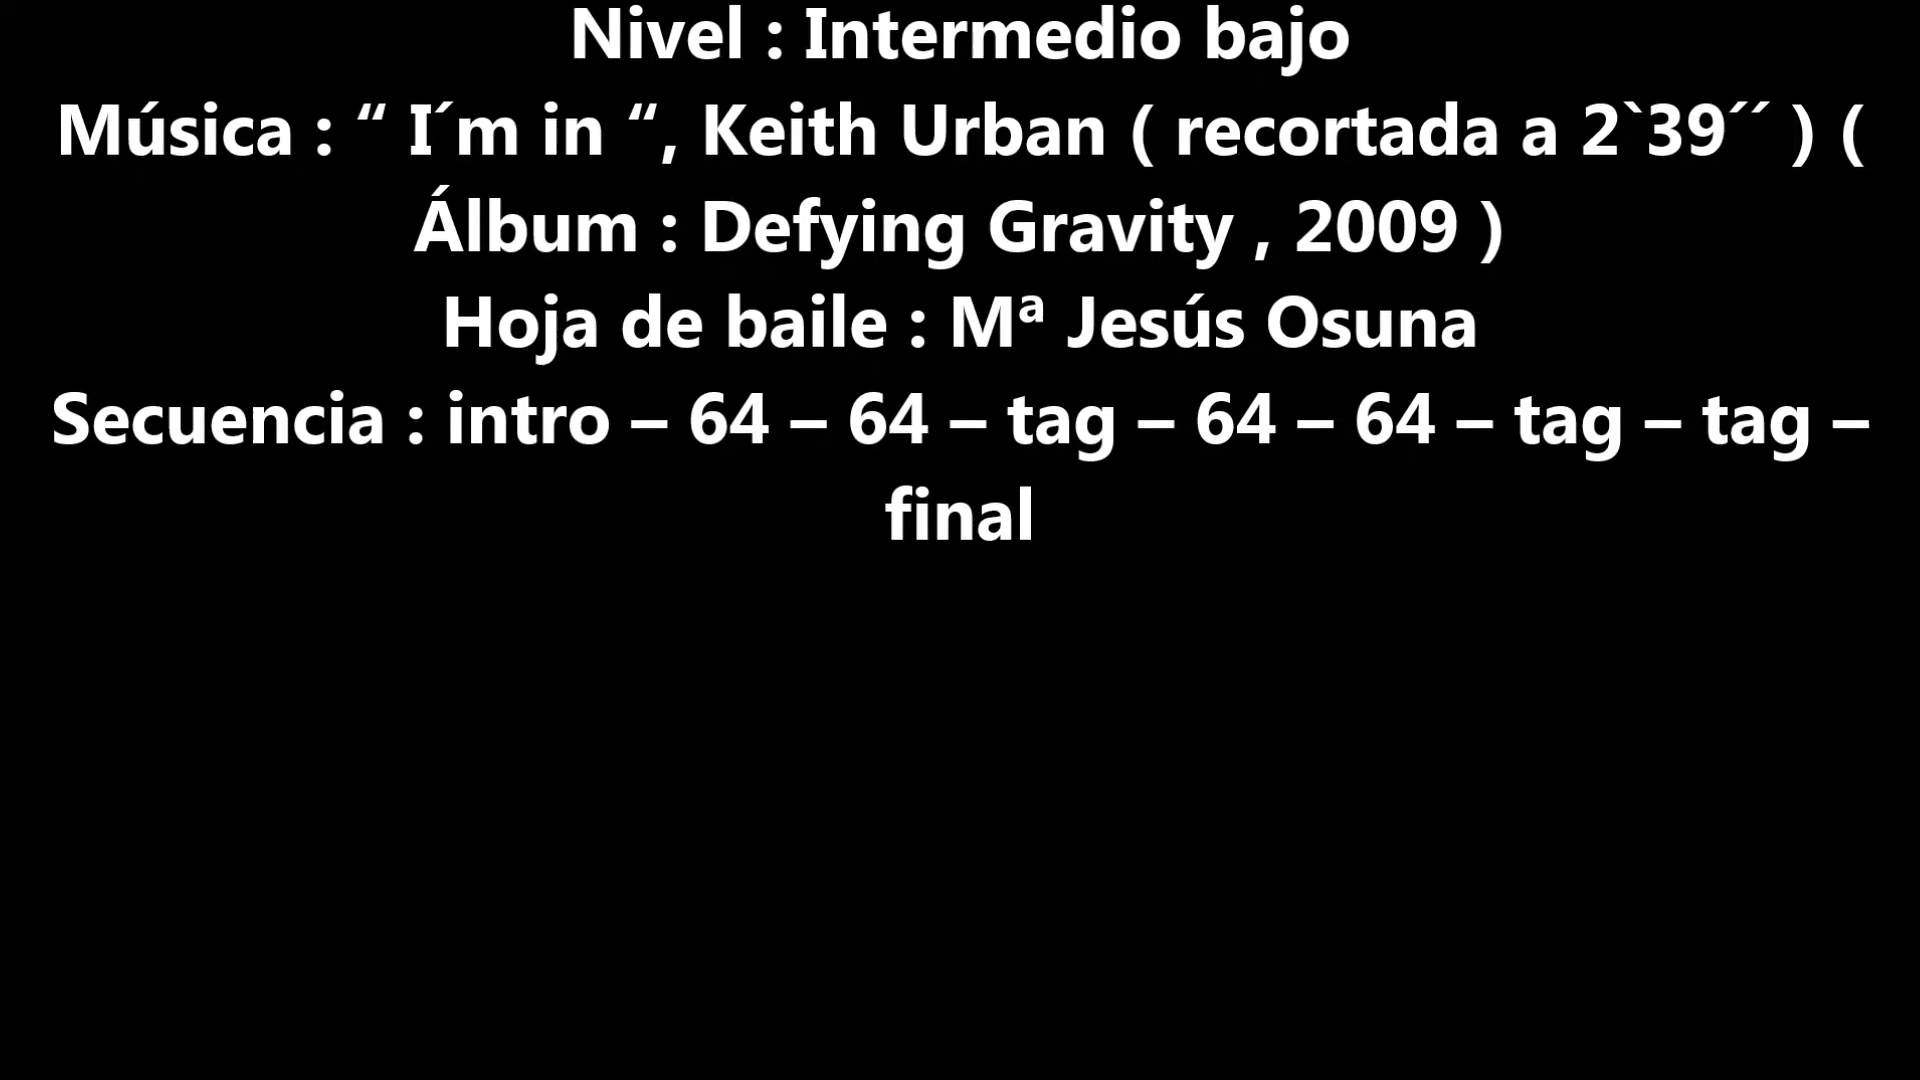 Nivel : Intermedio bajo
Música : “ I´m in “, Keith Urban ( recortada a 2`39´´ ) (
Álbum : Defying Gravity , 2009 )
Hoja de baile : Mª Jesús Osuna
Secuencia : intro – 64 – 64 – tag – 64 – 64 – tag – tag –
final